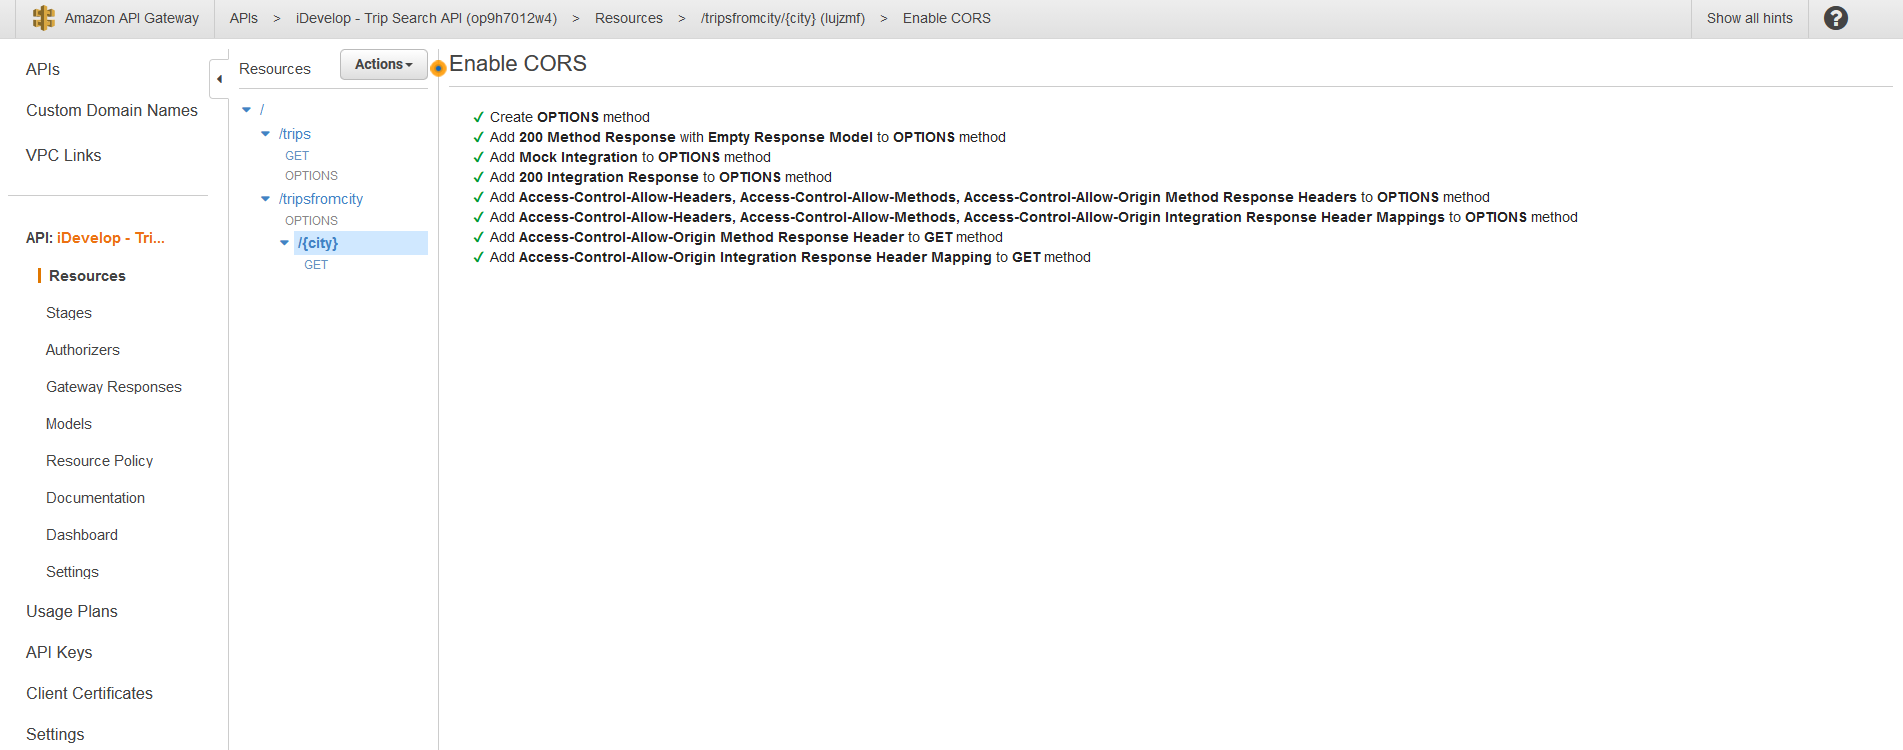 Amazon API Gateway
APIs > iDevelop - Trip Search API (op9h7012w4) > Resources > /tripsfromcity/{city} (lujzmf) > Enable CORS
Show all hints
?
APIs
Custom Domain Names
VPC Links
API: iDevelop - Tri...
Resources
Stages
Authorizers
Gateway Responses
Models
Resource Policy
Documentation
Dashboard
Settings
Usage Plans
API Keys
Client Certificates
Settings
Resources
Actions
/
/trips
GET
OPTIONS
/tripsfromcity
OPTIONS
/{city}
GET
Enable CORS
✓ Create OPTIONS method
✓ Add 200 Method Response with Empty Response Model to OPTIONS method
✓ Add Mock Integration to OPTIONS method
✓ Add 200 Integration Response to OPTIONS method
✓ Add Access-Control-Allow-Headers, Access-Control-Allow-Methods, Access-Control-Allow-Origin Method Response Headers to OPTIONS method
✓ Add Access-Control-Allow-Headers, Access-Control-Allow-Methods, Access-Control-Allow-Origin Integration Response Header Mappings to OPTIONS method
✓ Add Access-Control-Allow-Origin Method Response Header to GET method
✓ Add Access-Control-Allow-Origin Integration Response Header Mapping to GET method